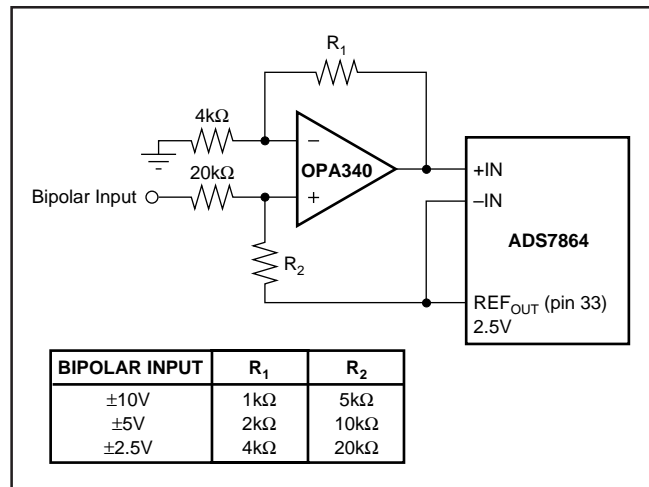 R1
4kΩ
–
20kΩ
OPA340
+IN
Bipolar Input
+
–IN
ADS7864
R2
REFOUT (pin 33)
2.5V
BIPOLAR INPUT R1 R2
±10V 1kΩ 5kΩ
±5V 2kΩ 10kΩ
±2.5V 4kΩ 20kΩ